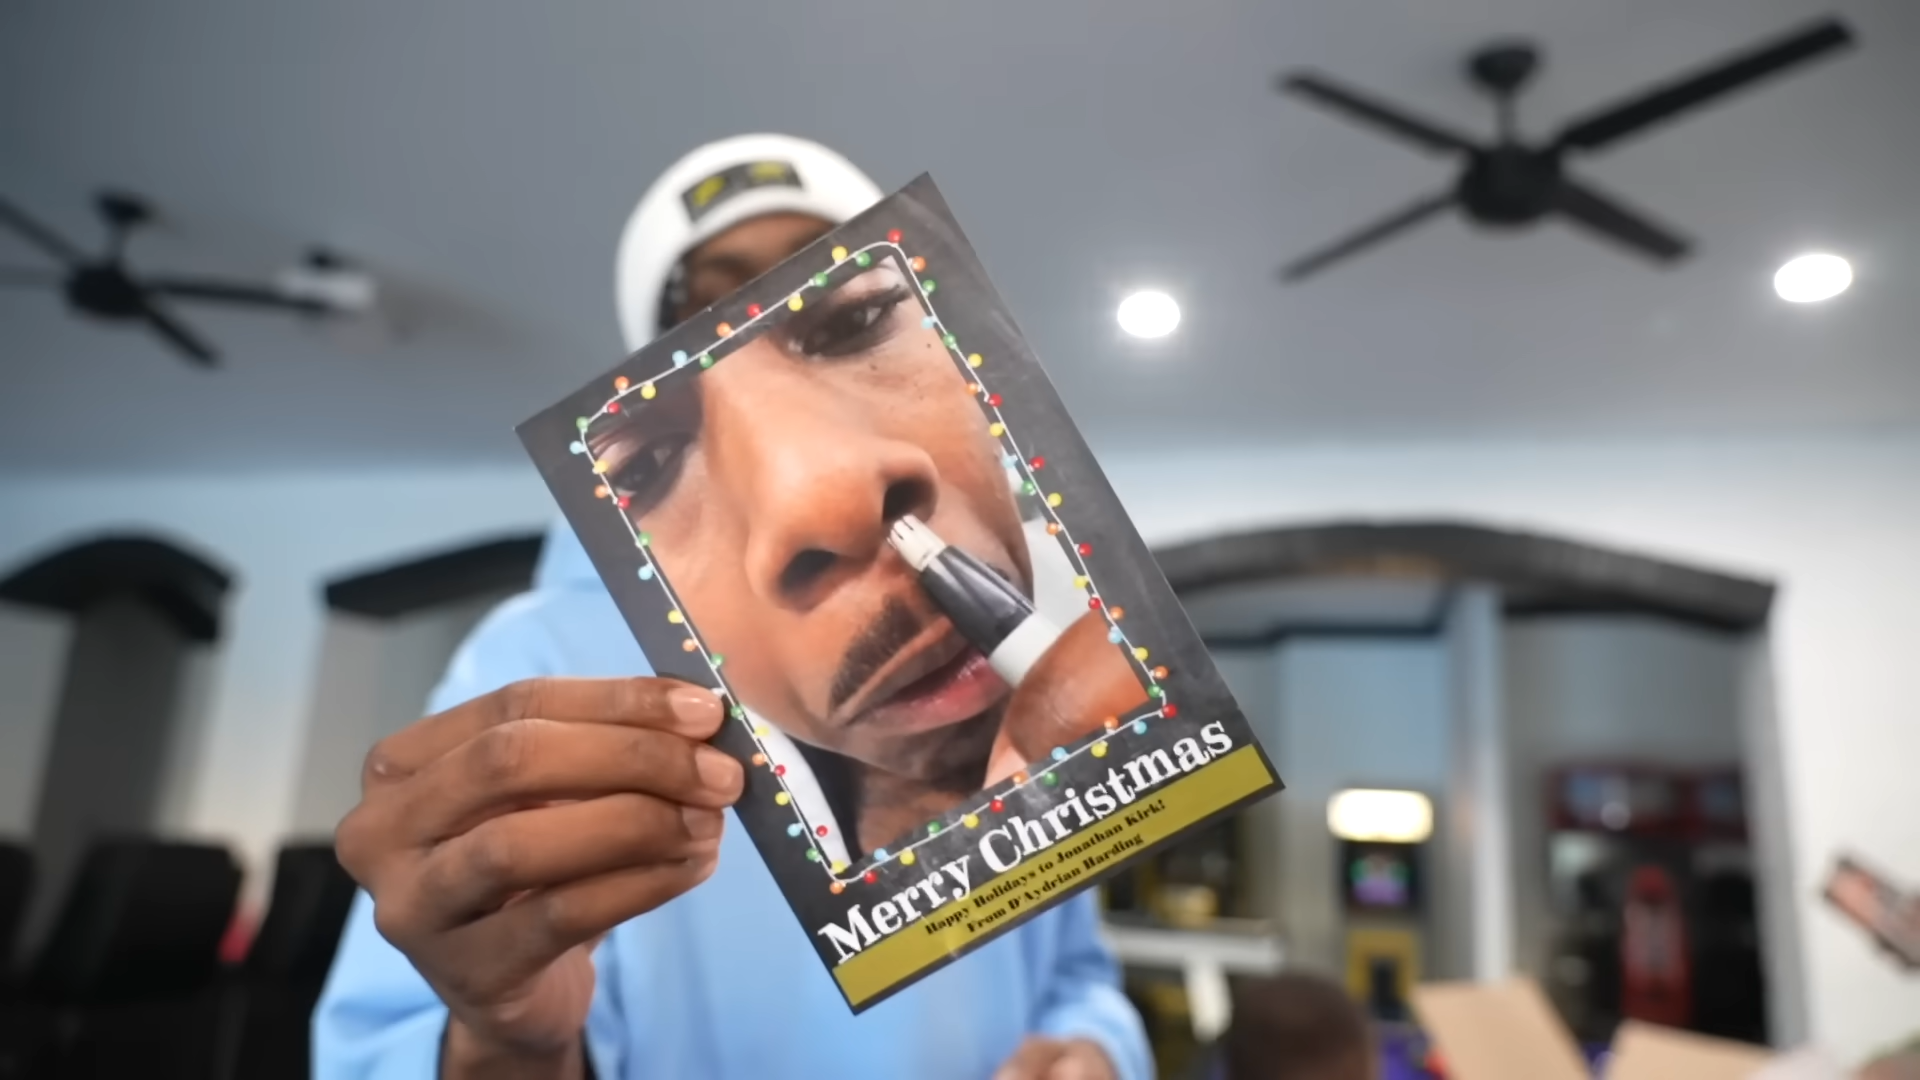 Merry Christmas
Happy Holidays to Jonathan Kirk!
From D'Aydrian Harding